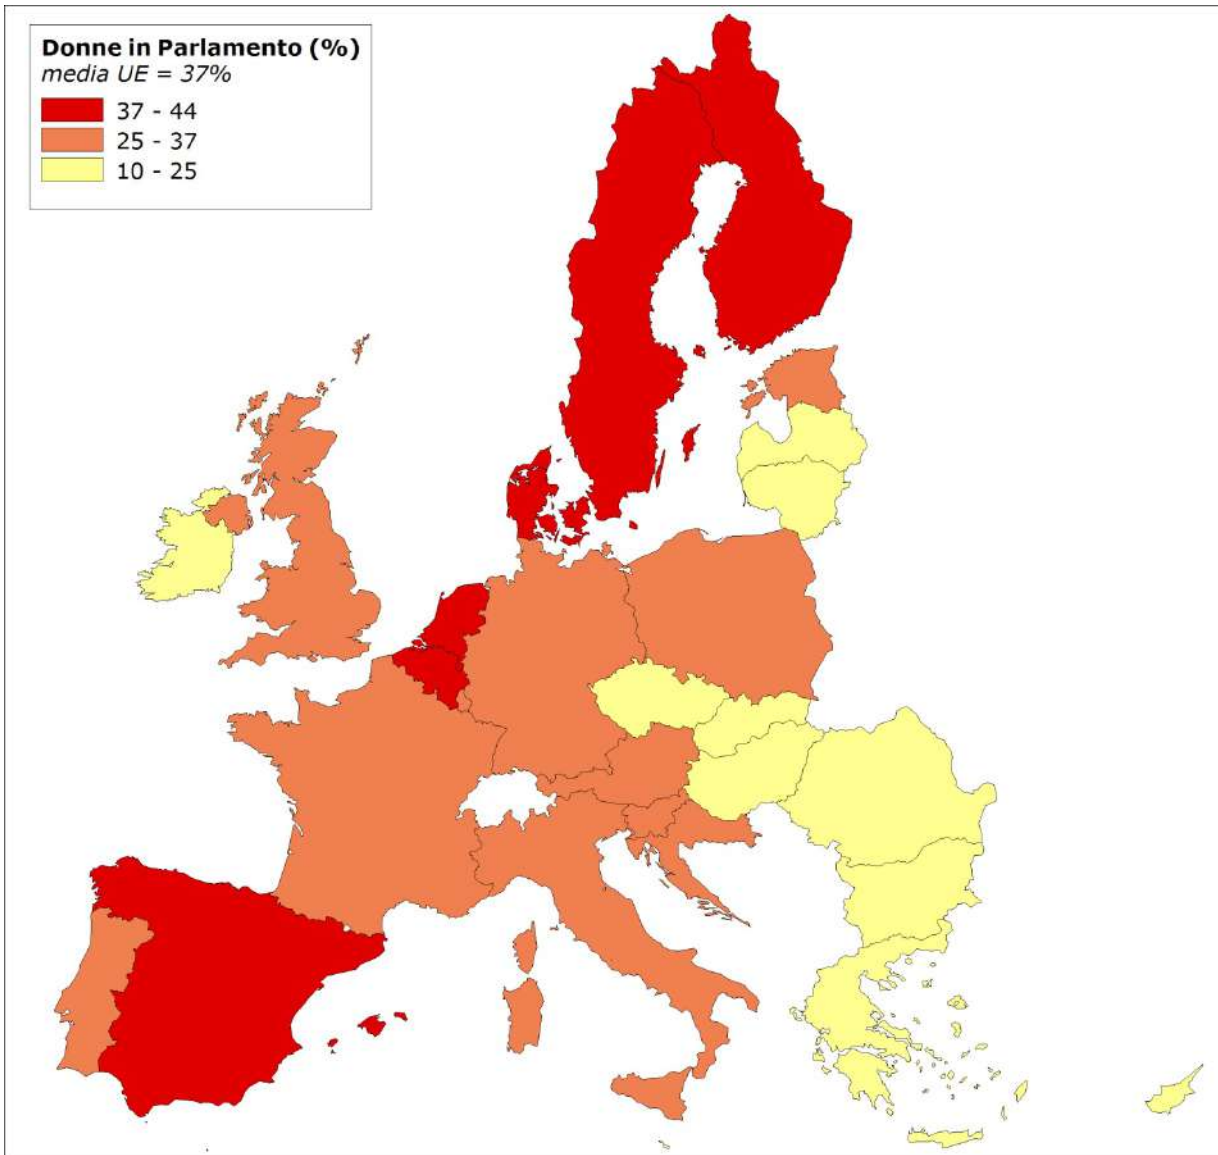 Donne in Parlamento (%)
media UE = 37%
37 - 44
25 - 37
10 - 25